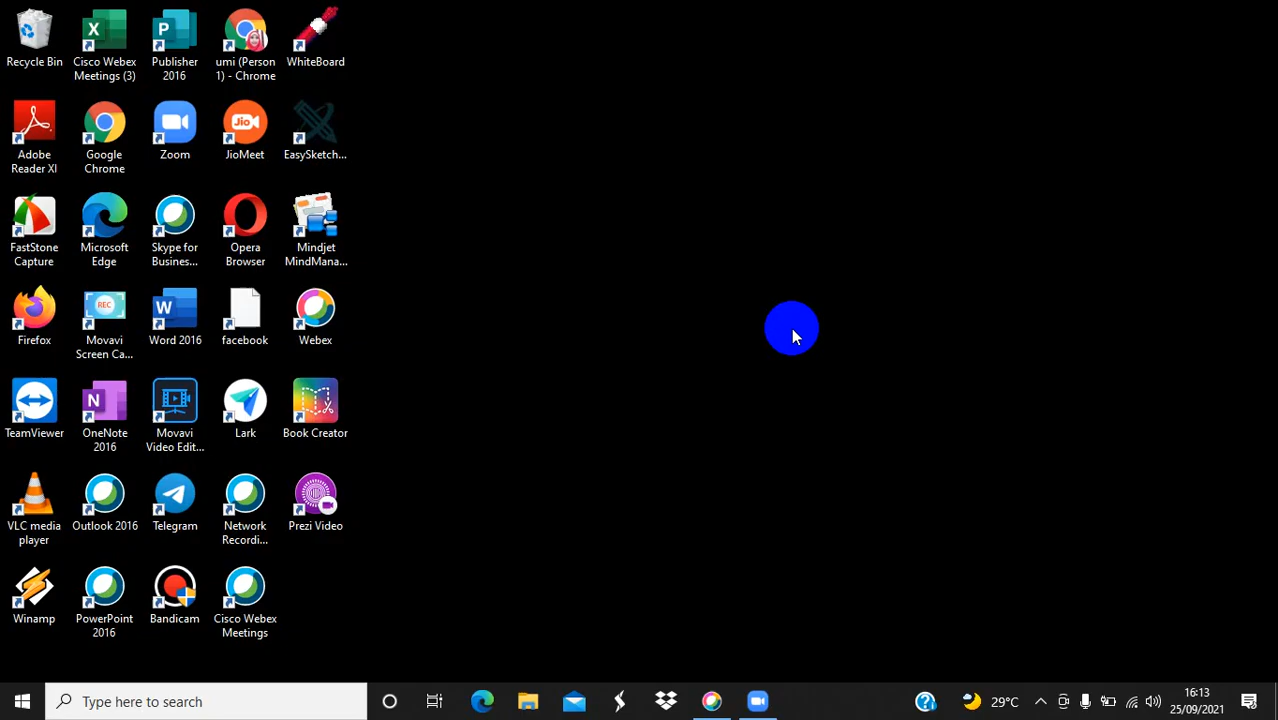 Recycle Bin
Cisco Webex
Meetings (3)
Publisher
2016
umi (Person
1) - Chrome
WhiteBoard
Adobe
Reader XI
Google
Chrome
Zoom
Jio
JioMeet
EasySketch...
FastStone
Capture
Microsoft
Edge
Skype for
Busines...
Opera
Browser
Mindjet
MindMana...
Firefox
REC
Movavi
Screen Ca...
Word 2016
facebook
Webex
TeamViewer
OneNote
2016
Movavi
Video Edit...
Lark
Book Creator
VLC media
player
Outlook 2016
Telegram
Network
Recordi...
Prezi Video
Winamp
PowerPoint
2016
Bandicam
Cisco Webex
Meetings
Type here to search
29°C
16:13
25/09/2021